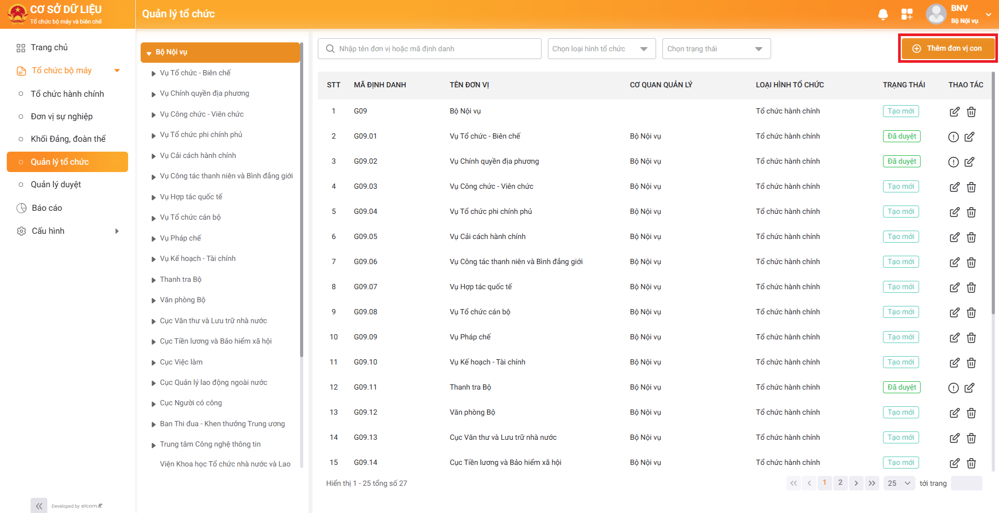 CƠ SỞ DỮ LIỆU
Tổ chức bộ máy và biên chế
Quản lý tổ chức
BNV
Bộ Nội vụ
Trang chủ
Tổ chức bộ máy
Tổ chức hành chính
Đơn vị sự nghiệp
Khối Đảng, đoàn thể
Quản lý tổ chức
Quản lý duyệt
Báo cáo
Cấu hình
Developed by elcom
Bộ Nội vụ
Vụ Tổ chức - Biên chế
Vụ Chính quyền địa phương
Vụ Công chức - Viên chức
Vụ Tổ chức phi chính phủ
Vụ Cải cách hành chính
Vụ Công tác thanh niên và Bình đẳng giới
Vụ Hợp tác quốc tế
Vụ Tổ chức cán bộ
Vụ Pháp chế
Vụ Kế hoạch - Tài chính
Thanh tra Bộ
Văn phòng Bộ
Cục Văn thư và Lưu trữ nhà nước
Cục Tiền lương và Bảo hiểm xã hội
Cục Việc làm
Cục Quản lý lao động ngoài nước
Cục Người có công
Ban Thi đua - Khen thưởng Trung ương
Trung tâm Công nghệ thông tin
Viện Khoa học Tổ chức nhà nước và Lao
Nhập tên đơn vị hoặc mã định danh
Chọn loại hình tổ chức
Chọn trạng thái
Thêm đơn vị con
STT MÃ ĐỊNH DANH TÊN ĐƠN VỊ CƠ QUAN QUẢN LÝ LOẠI HÌNH TỔ CHỨC TRẠNG THÁI THAO TÁC
1 G09 Bộ Nội vụ Tổ chức hành chính Tạo mới
2 G09.01 Vụ Tổ chức - Biên chế Bộ Nội vụ Tổ chức hành chính Đã duyệt
3 G09.02 Vụ Chính quyền địa phương Bộ Nội vụ Tổ chức hành chính Đã duyệt
4 G09.03 Vụ Công chức - Viên chức Bộ Nội vụ Tổ chức hành chính Tạo mới
5 G09.04 Vụ Tổ chức phi chính phủ Bộ Nội vụ Tổ chức hành chính Tạo mới
6 G09.05 Vụ Cải cách hành chính Bộ Nội vụ Tổ chức hành chính Tạo mới
7 G09.06 Vụ Công tác thanh niên và Bình đẳng giới Bộ Nội vụ Tổ chức hành chính Tạo mới
8 G09.07 Vụ Hợp tác quốc tế Bộ Nội vụ Tổ chức hành chính Tạo mới
9 G09.08 Vụ Tổ chức cán bộ Bộ Nội vụ Tổ chức hành chính Tạo mới
10 G09.09 Vụ Pháp chế Bộ Nội vụ Tổ chức hành chính Tạo mới
11 G09.10 Vụ Kế hoạch - Tài chính Bộ Nội vụ Tổ chức hành chính Tạo mới
12 G09.11 Thanh tra Bộ Bộ Nội vụ Tổ chức hành chính Đã duyệt
13 G09.12 Văn phòng Bộ Bộ Nội vụ Tổ chức hành chính Tạo mới
14 G09.13 Cục Văn thư và Lưu trữ nhà nước Bộ Nội vụ Tổ chức hành chính Tạo mới
15 G09.14 Cục Tiền lương và Bảo hiểm xã hội Bộ Nội vụ Tổ chức hành chính Tạo mới
Hiển thị 1 - 25 tổng số 27
1 2 25 tới trang